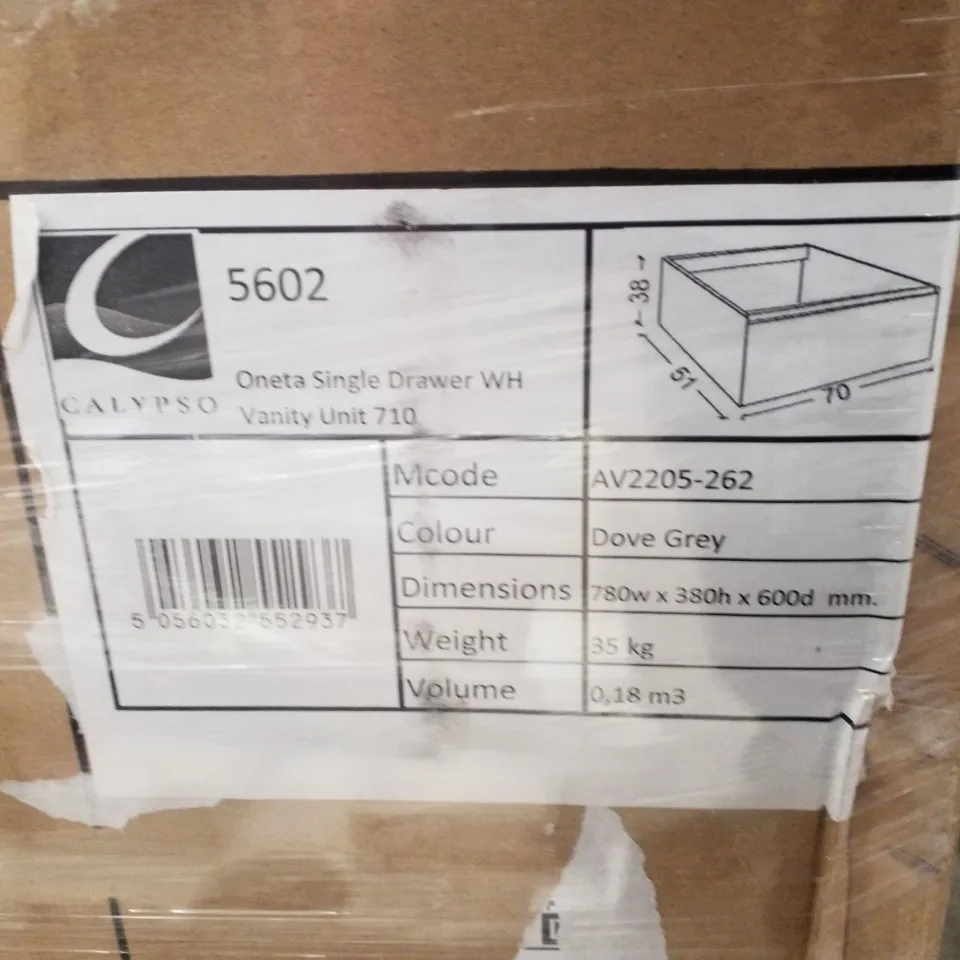 5602
CALYPSO
Oneta Single Drawer WH
Vanity Unit 710
38
51
70
Mcode AV2205-262
Colour Dove Grey
Dimensions 780w x 380h x 600d mm.
Weight 35 kg
Volume 0,18 m3
5 056032 552937